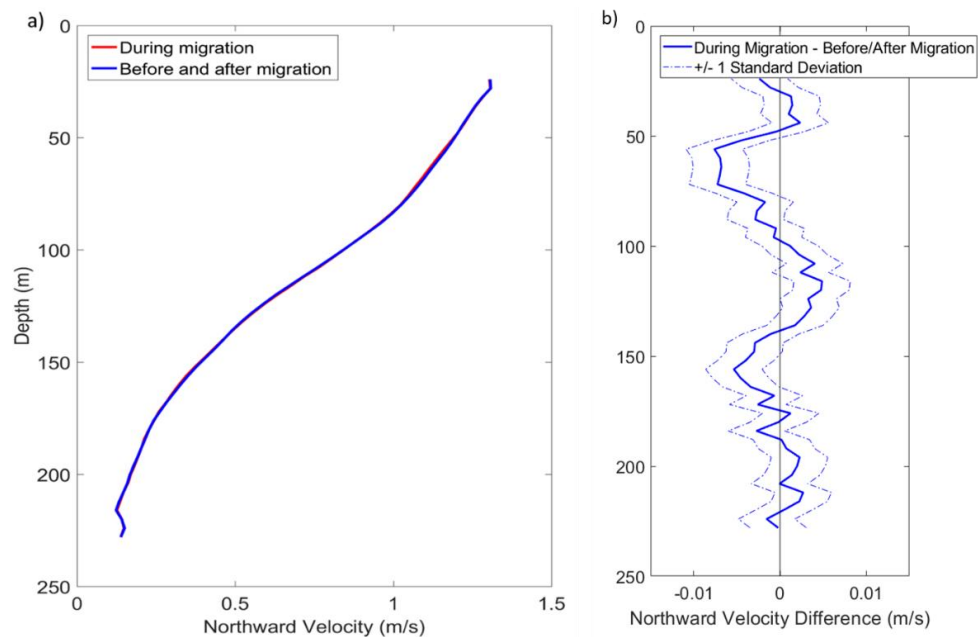 a)
During migration
Before and after migration
0
50
100
150
200
250
Depth (m)
0
0.5
1
1.5
Northward Velocity (m/s)
b)
During Migration - Before/After Migration
+/- 1 Standard Deviation
0
50
100
150
200
250
-0.01
0
0.01
Northward Velocity Difference (m/s)